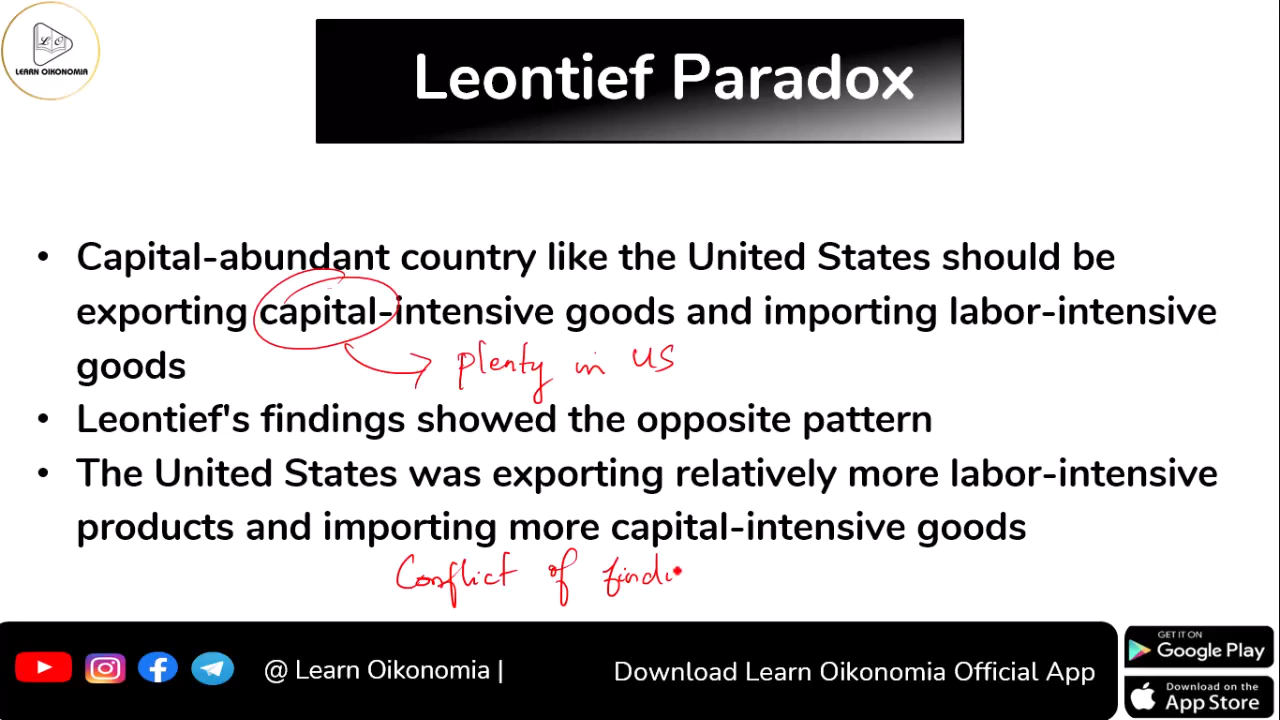 LO
LEARN OIKONOMIA
Leontief Paradox
• Capital-abundant country like the United States should be
exporting capital-intensive goods and importing labor-intensive
goods
plenty in US
• Leontief's findings showed the opposite pattern
• The United States was exporting relatively more labor-intensive
products and importing more capital-intensive goods
Conflict of findi
@ Learn Oikonomia |
Download Learn Oikonomia Official App
GET IT ON
Google Play
Download on the
App Store